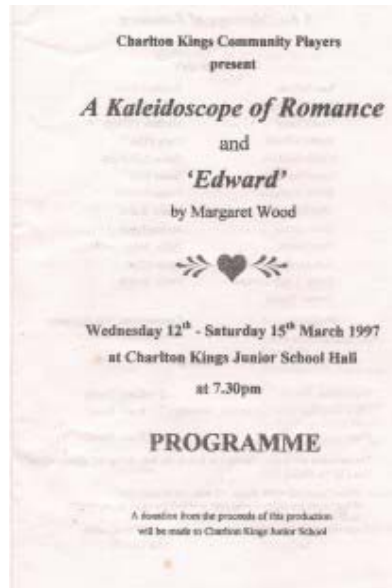 Charlton Kings Community Players
present
A Kaleidoscope of Romance
and
'Edward'
by Margaret Wood
Wednesday 12th - Saturday 15th March 1997
at Charlton Kings Junior School Hall
at 7.30pm
PROGRAMME
A donation from the proceeds of this production
will be made to Charlton Kings Junior School